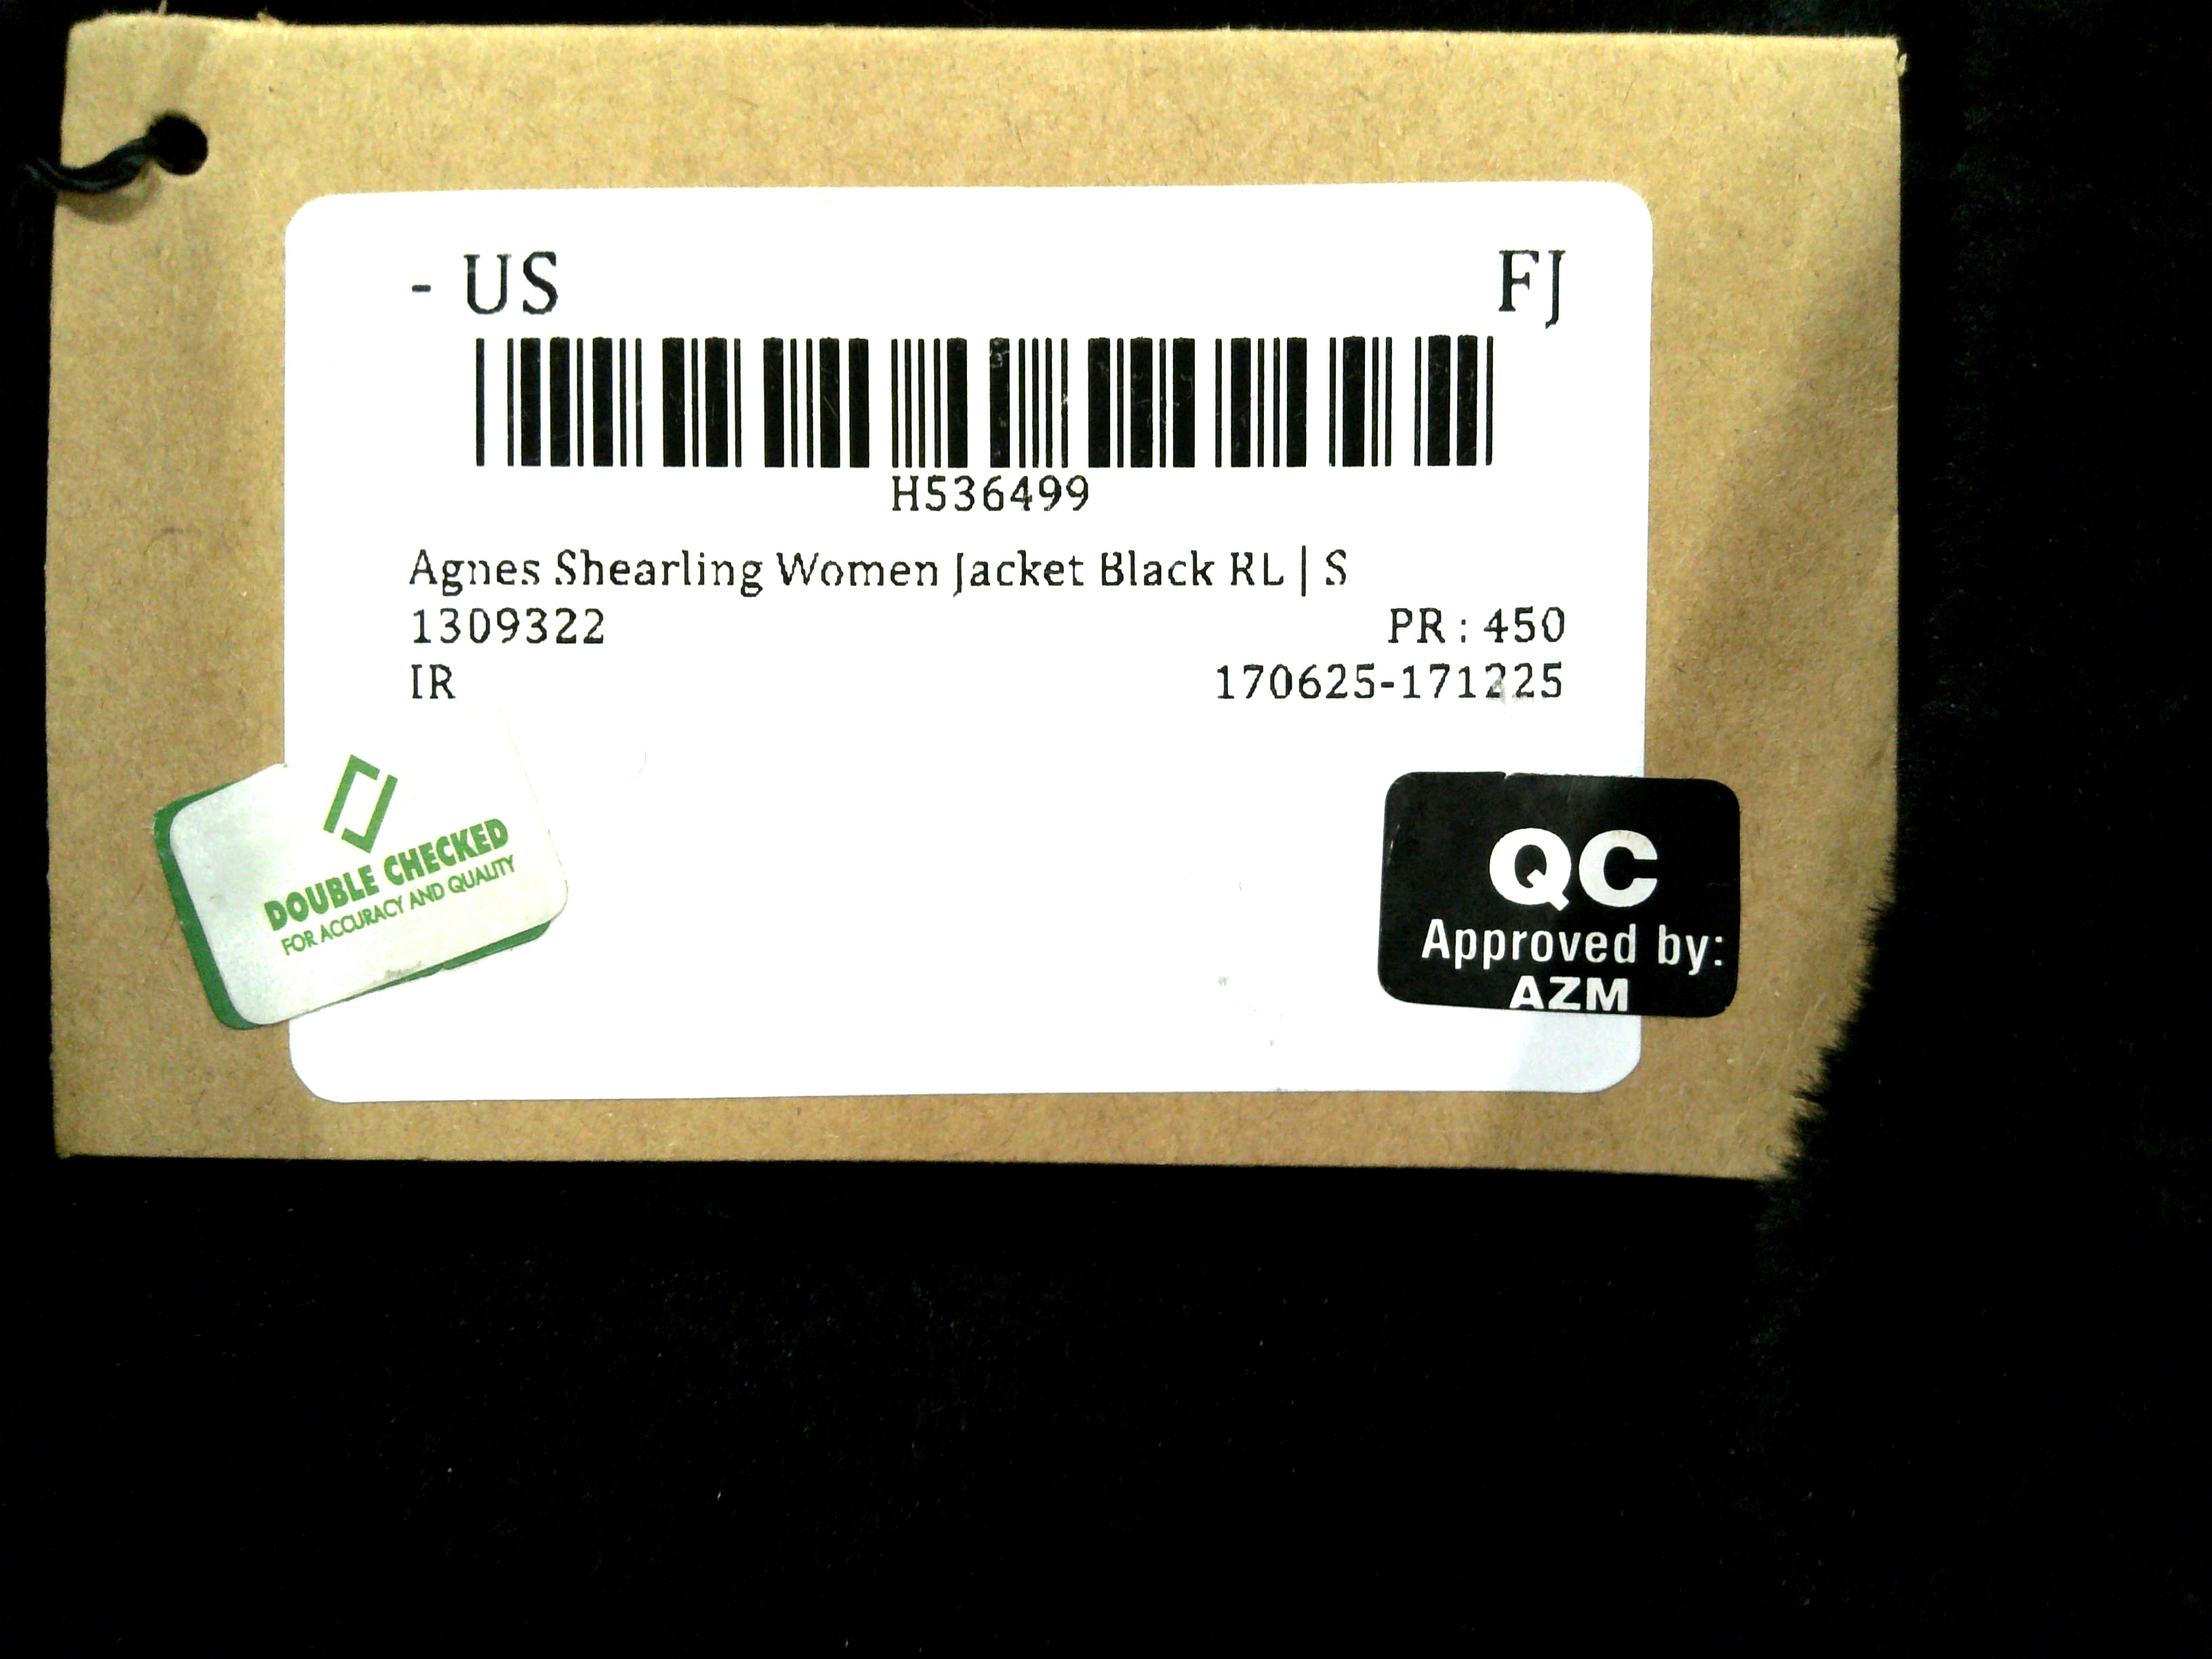 - US FJ
H536499
Agnes Shearling Women Jacket Black RL | S
1309322 PR : 450
IR 170625-171225
DOUBLE CHECKED
FOR ACCURACY AND QUALITY
QC
Approved by:
AZM